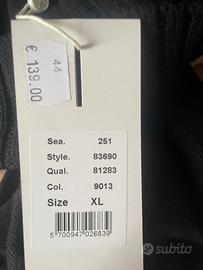 44
€ 139.00
Sea. 251
Style. 83690
Qual. 81283
Col. 9013
Size XL
5 700947 026839
subito